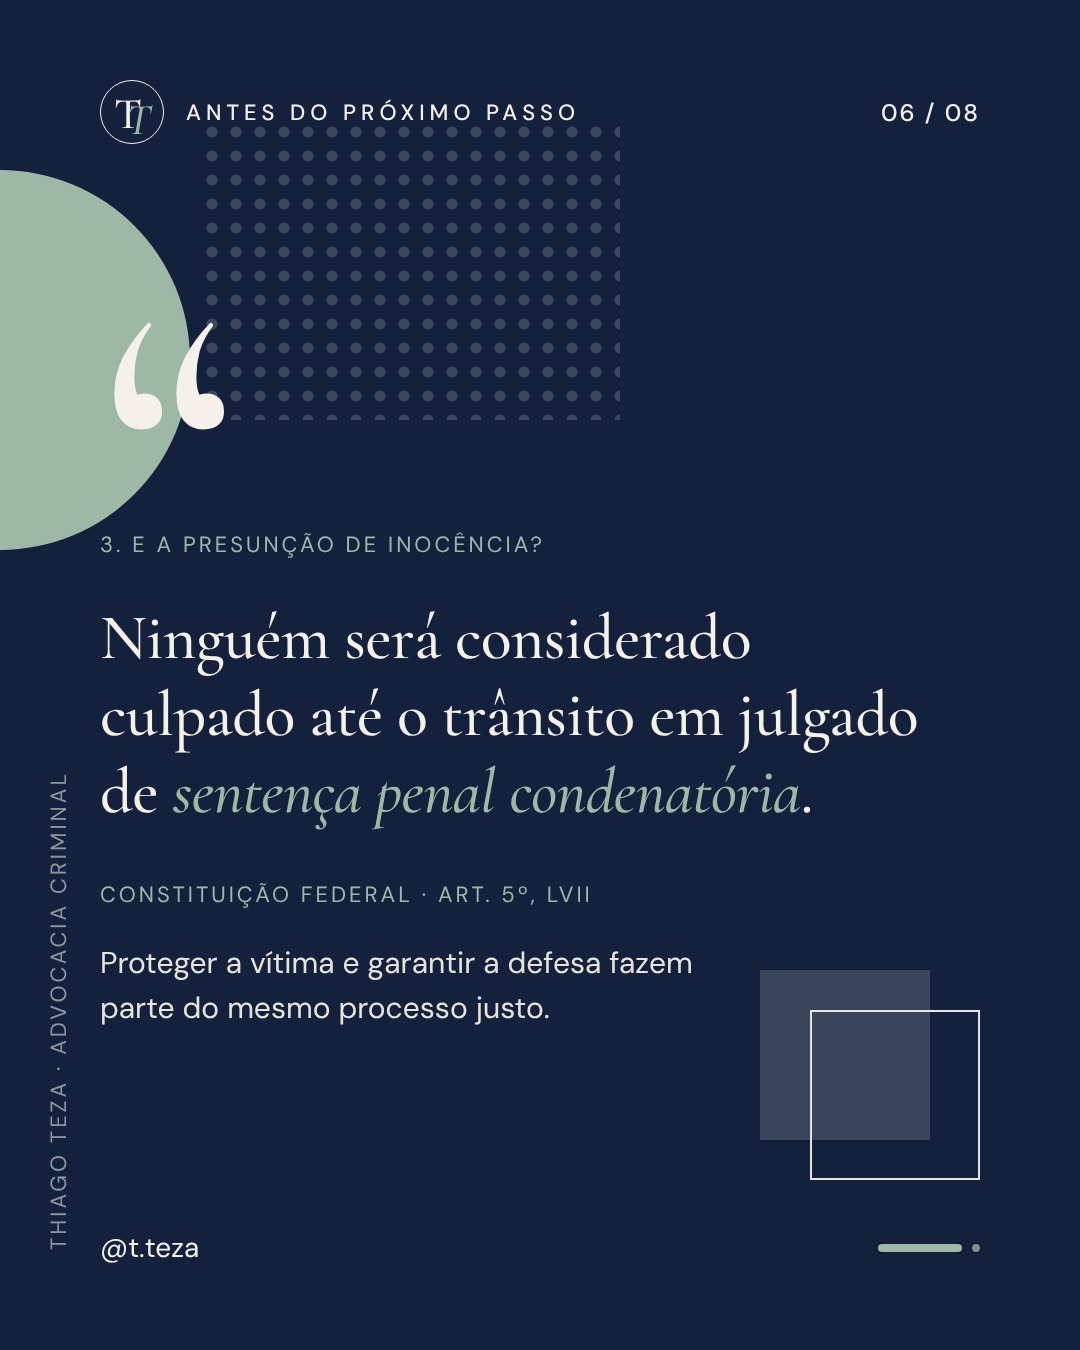 TT ANTES DO PRÓXIMO PASSO
06 / 08
“
3. E A PRESUNÇÃO DE INOCÊNCIA?
Ninguém será considerado
culpado até o trânsito em julgado
de sentença penal condenatória.
CONSTITUIÇÃO FEDERAL · ART. 5º, LVII
Proteger a vítima e garantir a defesa fazem
parte do mesmo processo justo.
THIAGO TEZA · ADVOCACIA CRIMINAL
@t.teza